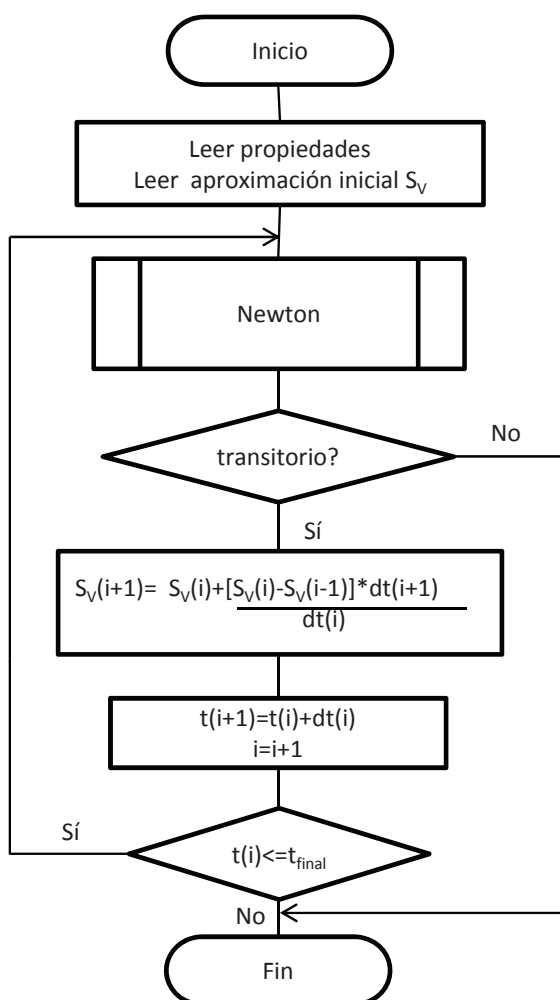 Inicio
Leer propiedades
Leer aproximación inicial S_V
Newton
No
transitorio?
Sí
S_V(i+1)= S_V(i)+[S_V(i)-S_V(i-1)]*dt(i+1)
dt(i)
t(i+1)=t(i)+dt(i)
i=i+1
Sí
t(i)<=t_final
No
Fin